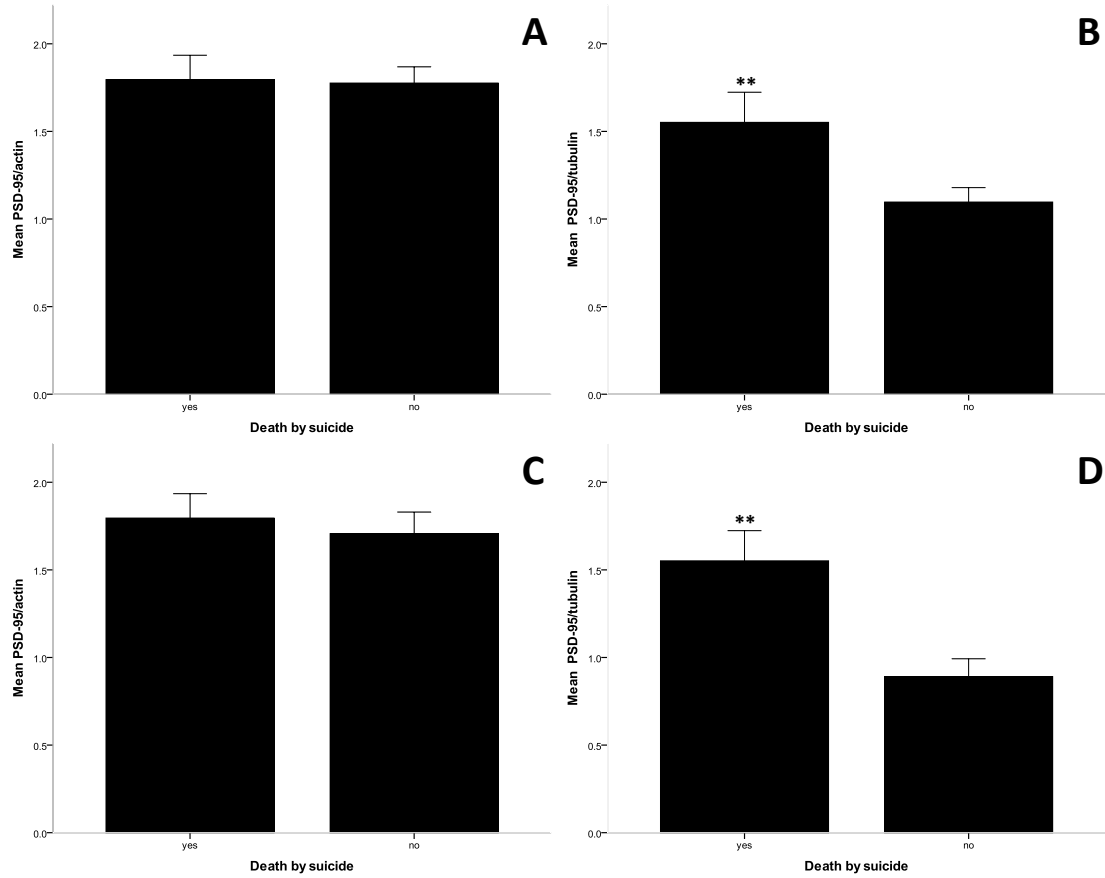 A
Mean PSD-95/actin
2.0
1.5
1.0
0.5
0.0
yes
no
Death by suicide
B
Mean PSD-95/tubulin
2.0
1.5
1.0
0.5
0.0
**
yes
no
Death by suicide
C
Mean PSD-95/actin
2.0
1.5
1.0
0.5
0.0
yes
no
Death by suicide
D
Mean PSD-95/tubulin
2.0
1.5
1.0
0.5
0.0
**
yes
no
Death by suicide